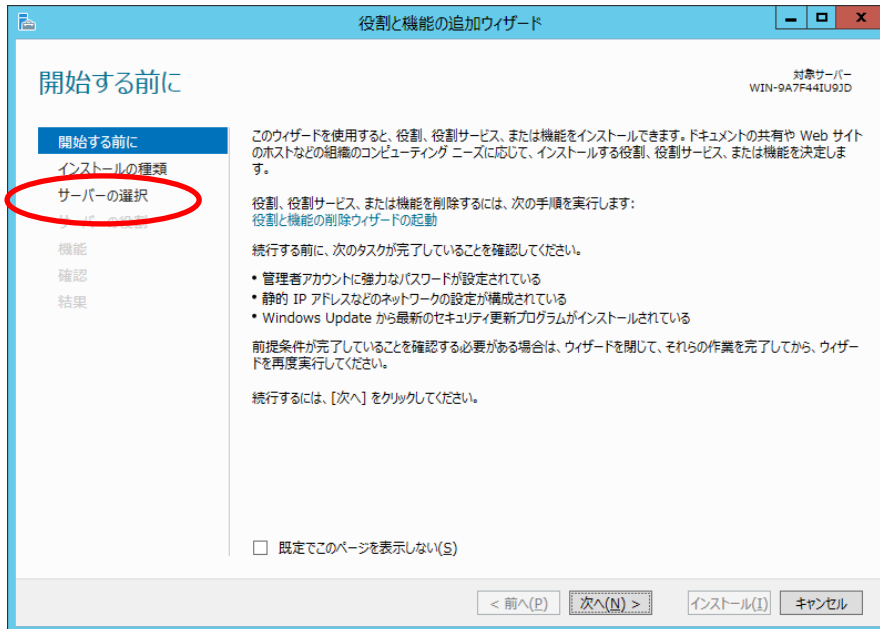 役割と機能の追加ウィザード
開始する前に
対象サーバー
WIN-9A7F44IU9JD
開始する前に
インストールの種類
サーバーの選択
サーバーの役割
機能
確認
結果
このウィザードを使用すると、役割、役割サービス、または機能をインストールできます。ドキュメントの共有や Web サイト
のホストなどの組織のコンピューティング ニーズに応じて、インストールする役割、役割サービス、または機能を決定しま
す。
役割、役割サービス、または機能を削除するには、次の手順を実行します:
役割と機能の削除ウィザードの起動
続行する前に、次のタスクが完了していることを確認してください。
• 管理者アカウントに強力なパスワードが設定されている
• 静的 IP アドレスなどのネットワークの設定が構成されている
• Windows Update から最新のセキュリティ更新プログラムがインストールされている
前提条件が完了していることを確認する必要がある場合は、ウィザードを閉じて、それらの作業を完了してから、ウィザー
ドを再度実行してください。
続行するには、[次へ] をクリックしてください。
既定でこのページを表示しない(S)
< 前へ(P) 次へ(N) > インストール(I) キャンセル